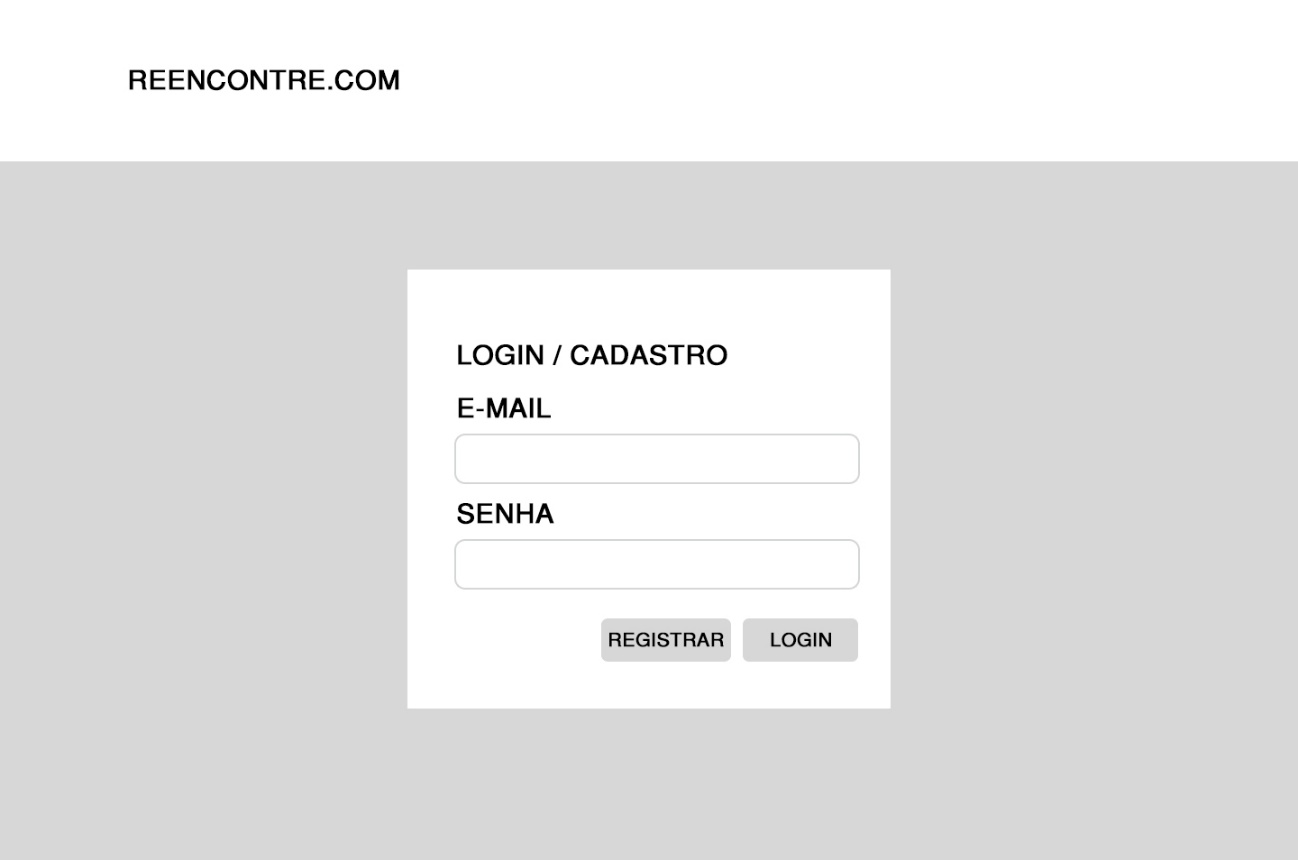 REENCONTRE.COM
LOGIN / CADASTRO
E-MAIL
SENHA
REGISTRAR LOGIN